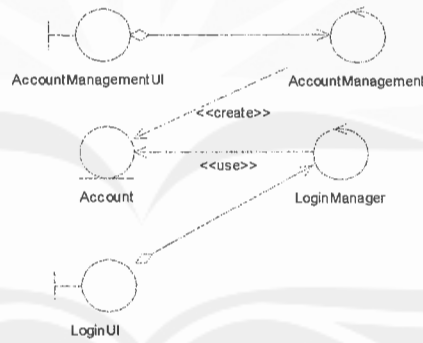 AccountManagementUI
AccountManagement
<<create>>
<<use>>
Account
LoginManager
LoginUI